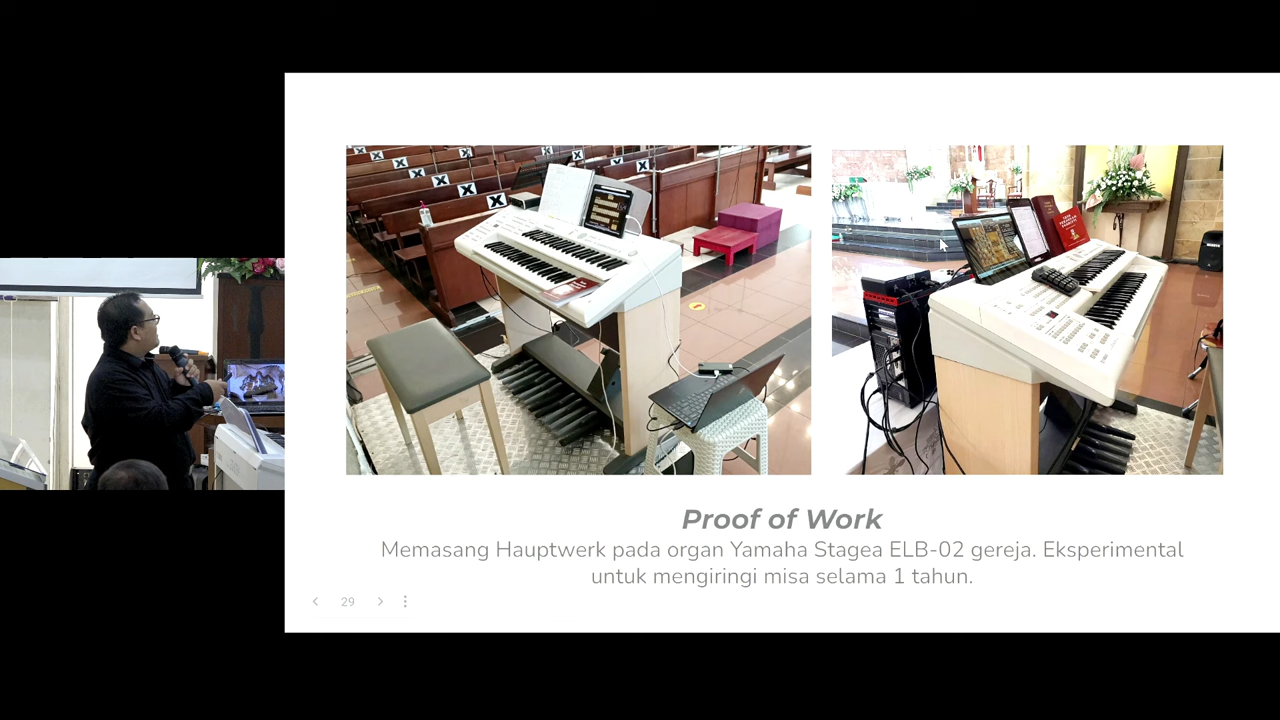 Proof of Work
Memasang Hauptwerk pada organ Yamaha Stagea ELB-02 gereja. Eksperimental
untuk mengiringi misa selama 1 tahun.
29